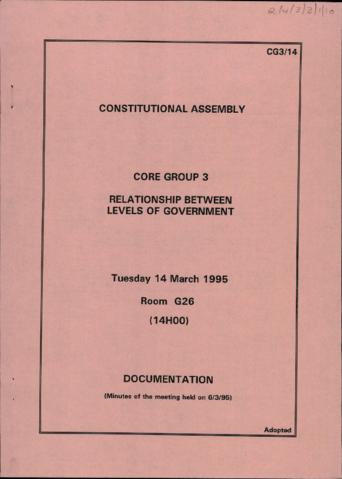 CG3/14
CONSTITUTIONAL ASSEMBLY
CORE GROUP 3
RELATIONSHIP BETWEEN
LEVELS OF GOVERNMENT
Tuesday 14 March 1995
Room G26
(14H00)
DOCUMENTATION
(Minutes of the meeting held on 6/3/95)
Adopted